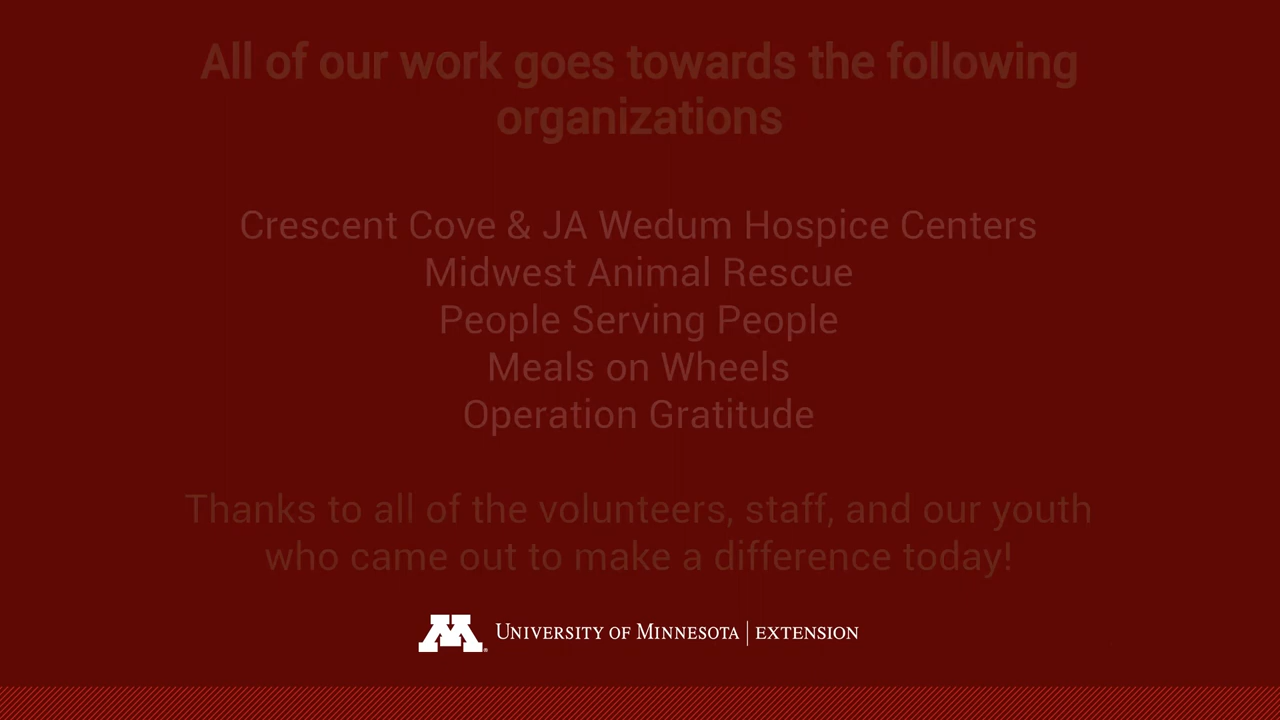 All of our work goes towards the following
organizations
Crescent Cove & JA Wedum Hospice Centers
Midwest Animal Rescue
People Serving People
Meals on Wheels
Operation Gratitude
Thanks to all of the volunteers, staff, and our youth
who came out to make a difference today!
M® UNIVERSITY OF MINNESOTA | EXTENSION